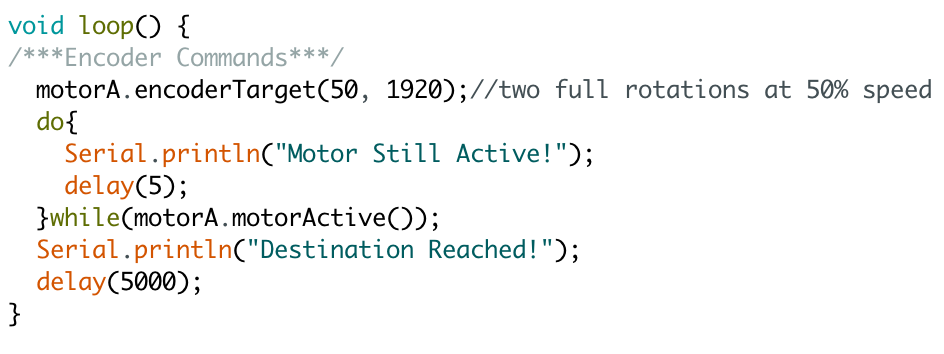 void loop() {
/***Encoder Commands***/
  motorA.encoderTarget(50, 1920);//two full rotations at 50% speed
  do{
    Serial.println("Motor Still Active!");
    delay(5);
  }while(motorA.motorActive());
  Serial.println("Destination Reached!");
  delay(5000);
}